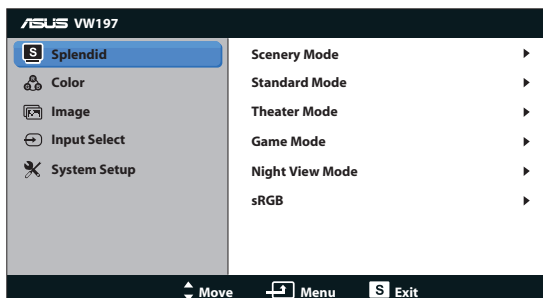 ASUS VW197
S Splendid
Color
Image
Input Select
System Setup
Scenery Mode
Standard Mode
Theater Mode
Game Mode
Night View Mode
sRGB
Move Menu S Exit